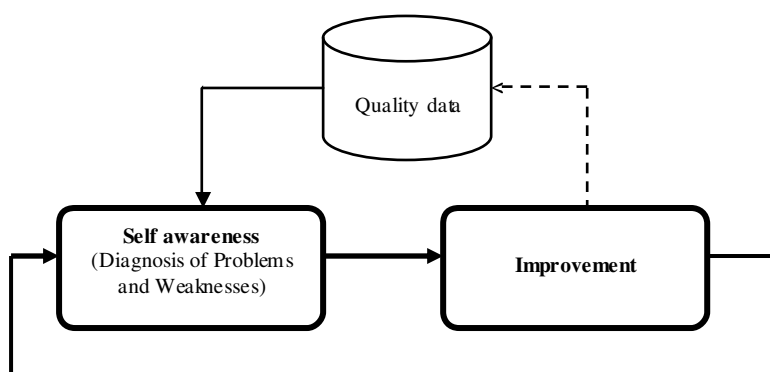 Quality data
Self awareness
(Diagnosis of Problems
and Weaknesses)
Improvement